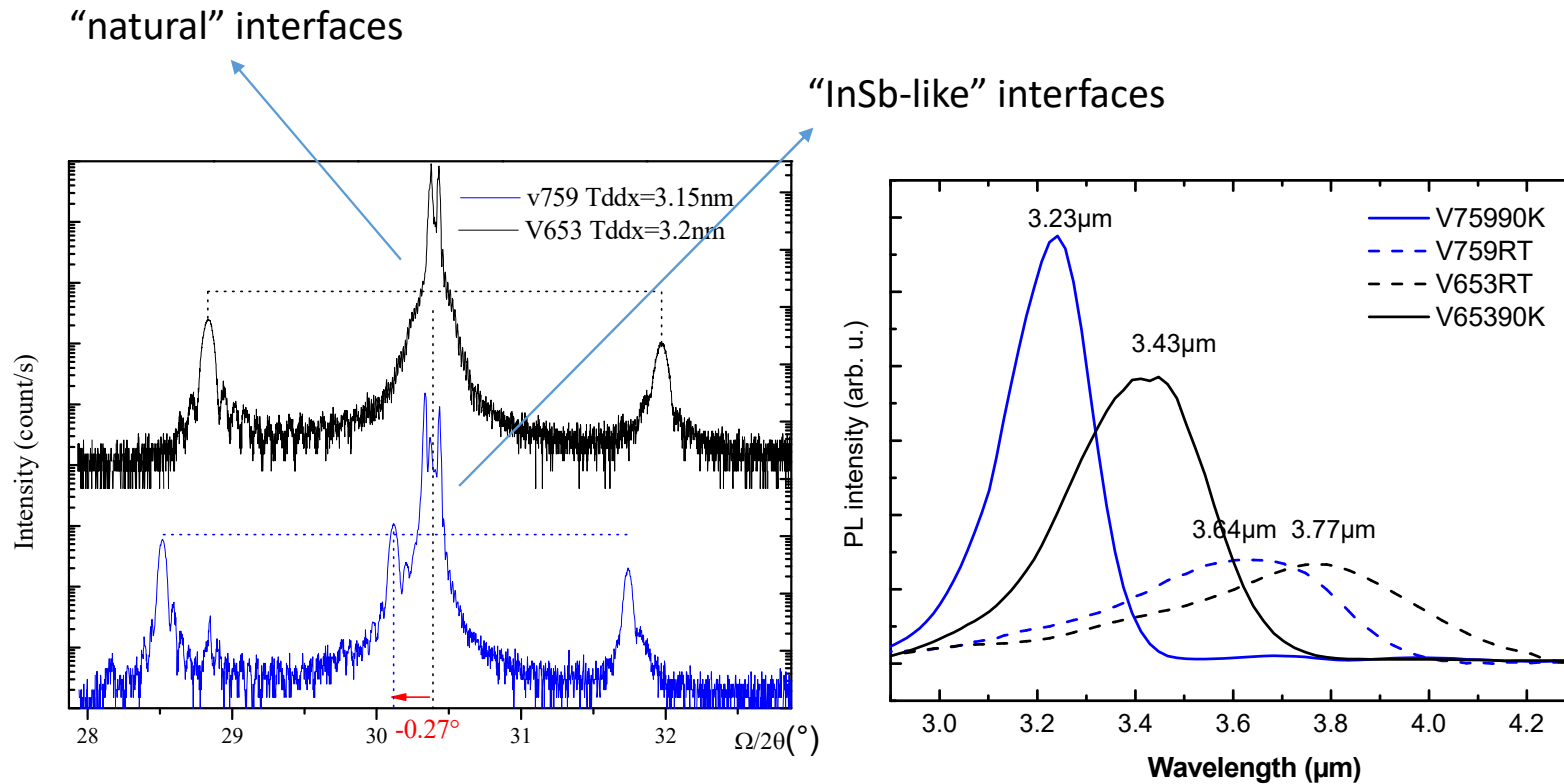 “natural” interfaces
“InSb-like” interfaces
v759 Tddx=3.15nm
V653 Tddx=3.2nm
Intensity (count/s)
-0.27°
28 29 30 31 32 Ω/2θ(°)
3.23µm
3.43µm
3.64µm 3.77µm
V75990K
V759RT
V653RT
V65390K
PL intensity (arb. u.)
3.0 3.2 3.4 3.6 3.8 4.0 4.2
Wavelength (µm)